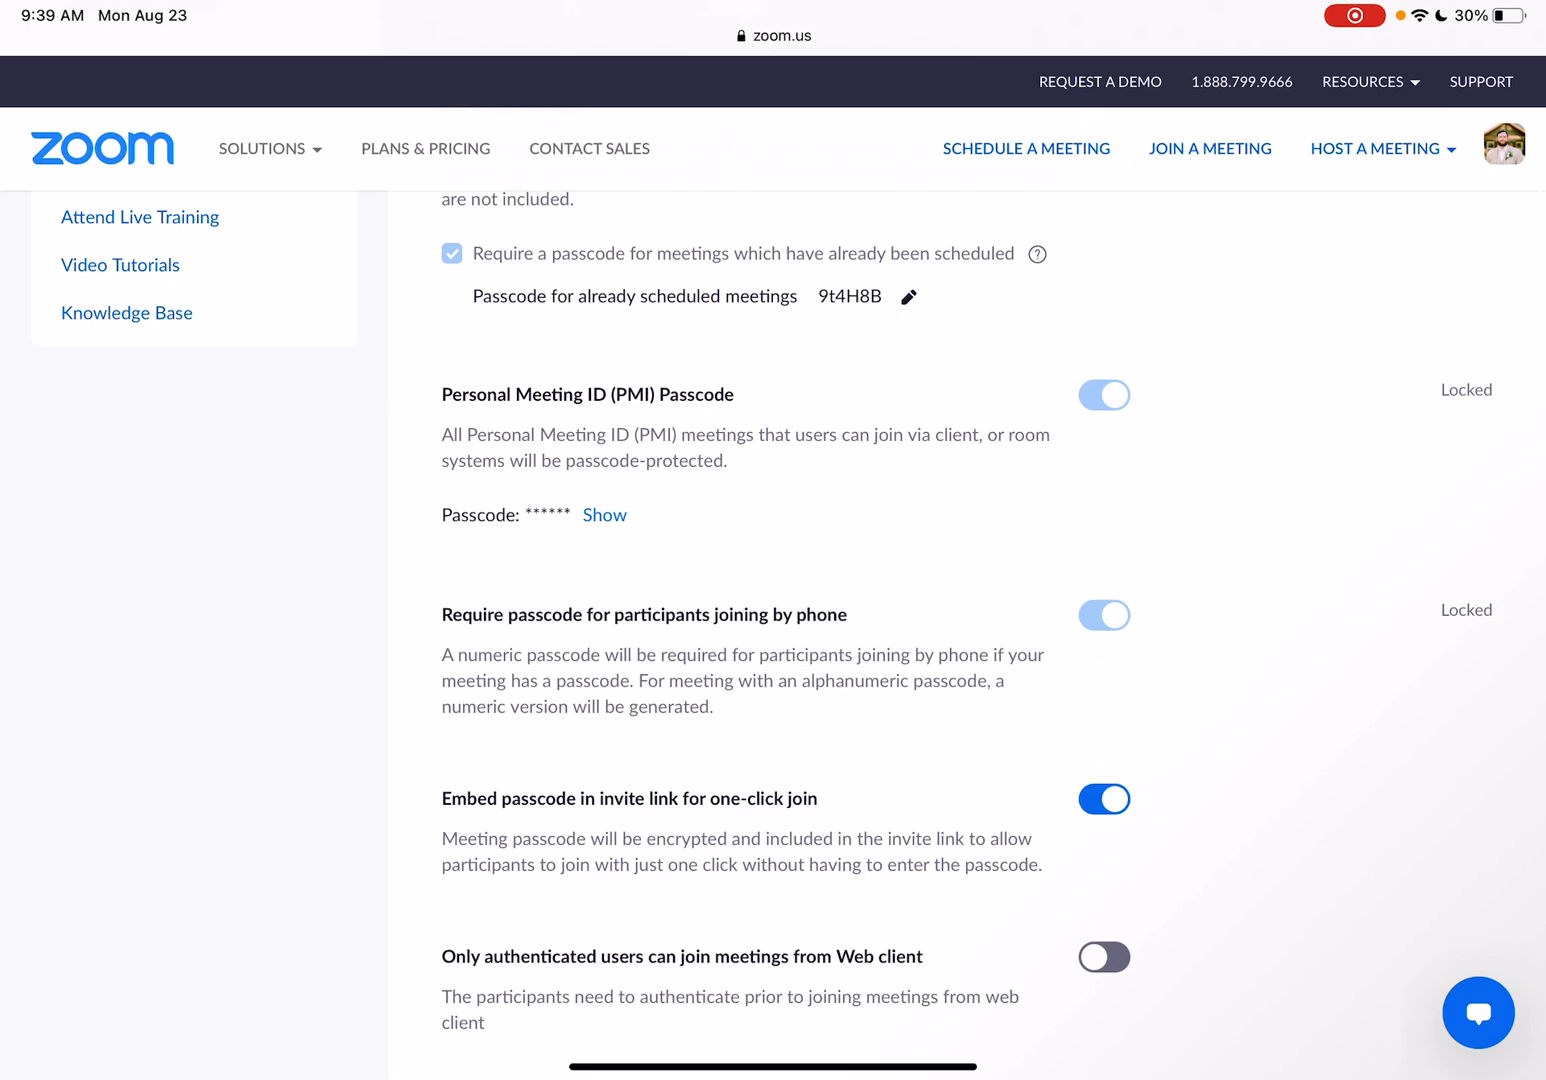 9:39 AM Mon Aug 23
30%
zoom.us
REQUEST A DEMO 1.888.799.9666 RESOURCES SUPPORT
zoom SOLUTIONS PLANS & PRICING CONTACT SALES SCHEDULE A MEETING JOIN A MEETING HOST A MEETING
Attend Live Training
Video Tutorials
Knowledge Base
are not included.
Require a passcode for meetings which have already been scheduled ?
Passcode for already scheduled meetings 9t4H8B
Personal Meeting ID (PMI) Passcode
Locked
All Personal Meeting ID (PMI) meetings that users can join via client, or room
systems will be passcode-protected.
Passcode: ****** Show
Require passcode for participants joining by phone
Locked
A numeric passcode will be required for participants joining by phone if your
meeting has a passcode. For meeting with an alphanumeric passcode, a
numeric version will be generated.
Embed passcode in invite link for one-click join
Meeting passcode will be encrypted and included in the invite link to allow
participants to join with just one click without having to enter the passcode.
Only authenticated users can join meetings from Web client
The participants need to authenticate prior to joining meetings from web
client